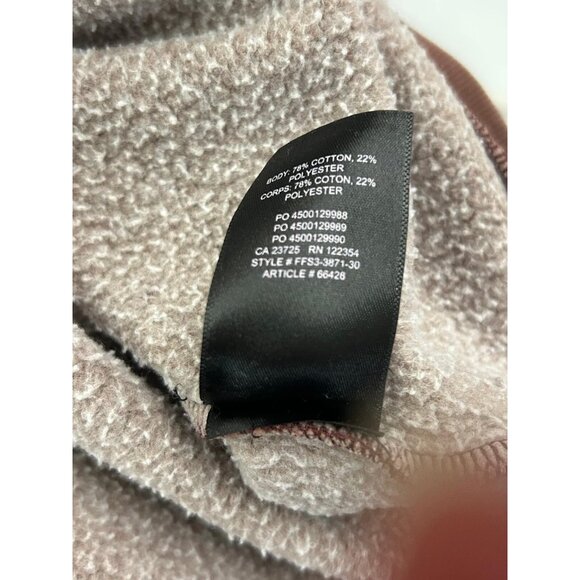 BODY: 78% COTTON, 22%
POLYESTER
CORPS: 78% COTON, 22%
POLYESTER
PO 4500129988
PO 4500129989
PO 4500129990
CA 23725 RN 122354
STYLE # FFS3-3871-30
ARTICLE # 66428